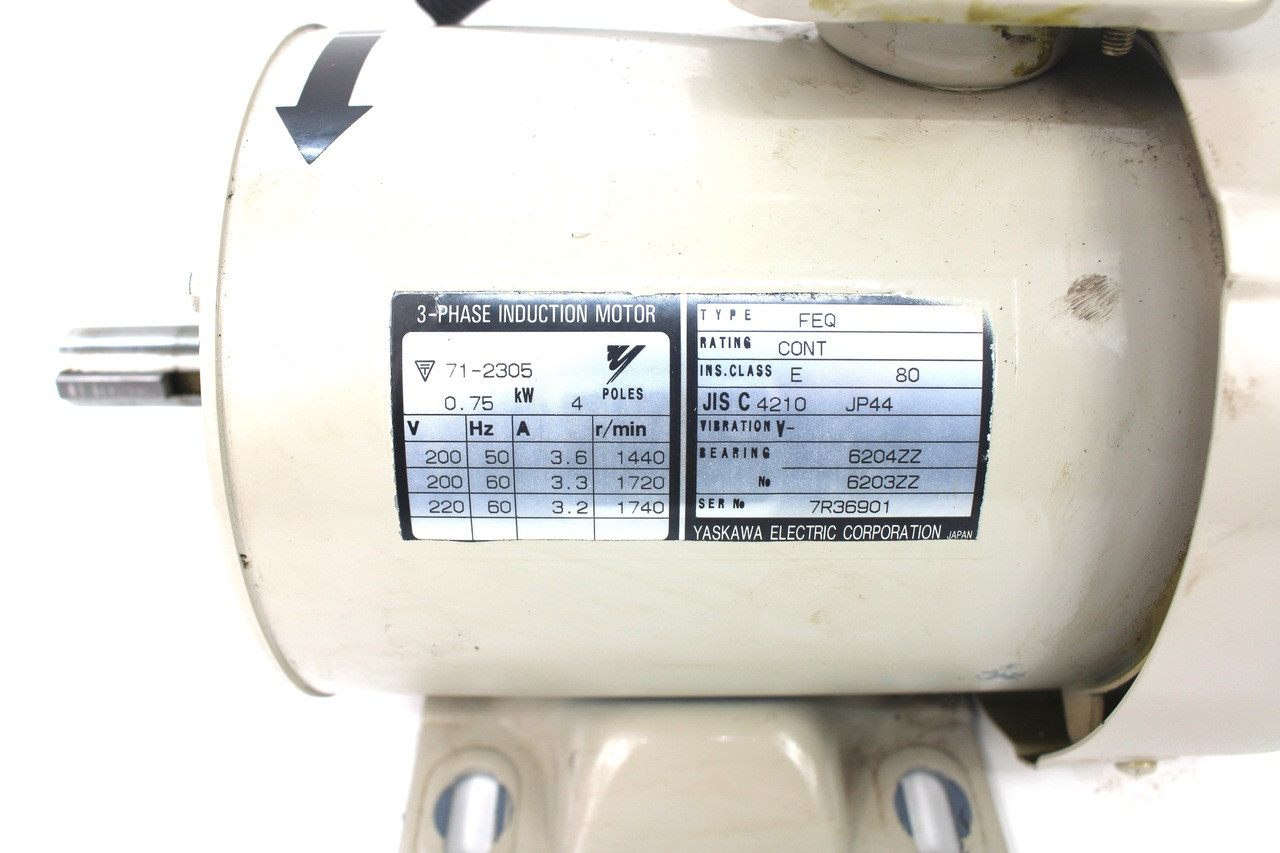 3-PHASE INDUCTION MOTOR
71-2305
0.75 kW 4 POLES
V Hz A r/min
200 50 3.6 1440
200 60 3.3 1720
220 60 3.2 1740
TYPE FEQ
RATING CONT
INS.CLASS E 80
JIS C 4210 JP44
VIBRATION V-
BEARING 6204ZZ
No 6203ZZ
SER No 7R36901
YASKAWA ELECTRIC CORPORATION JAPAN